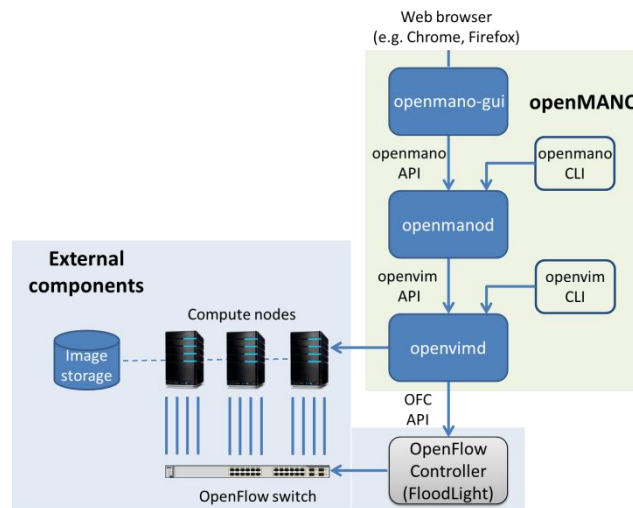 Web browser
(e.g. Chrome, Firefox)
openmano-gui
openMANO
openmano
API
openmano
CLI
openmanod
External
components
openvim
API
openvim
CLI
Compute nodes
Image
storage
openvimd
OFC
API
OpenFlow
Controller
(FloodLight)
OpenFlow switch